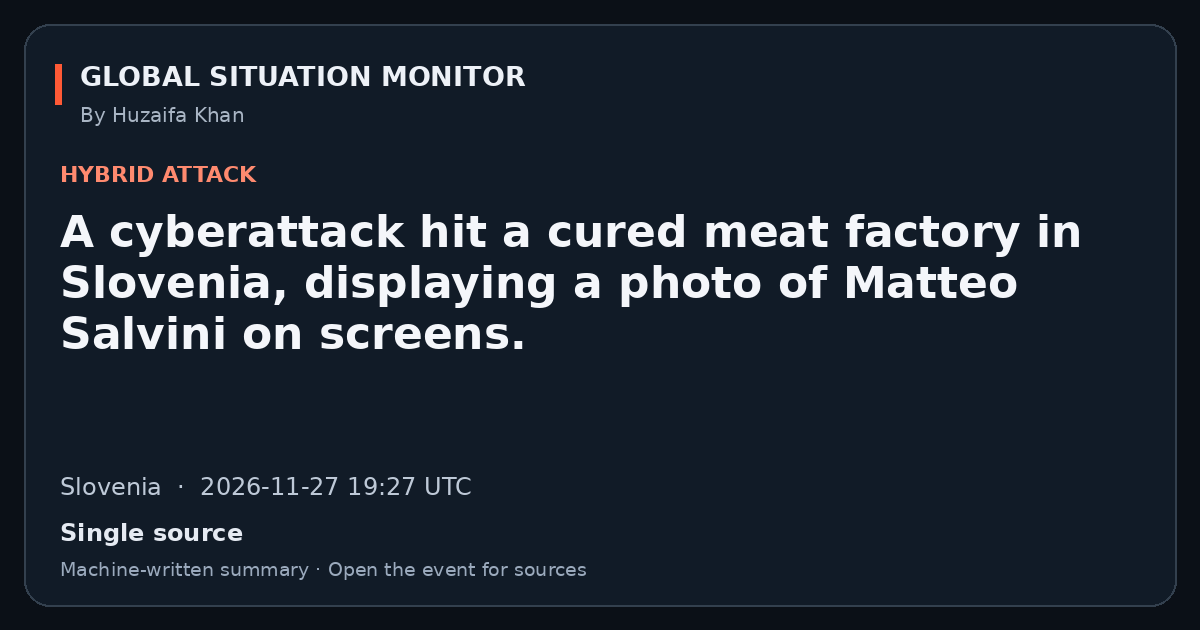 GLOBAL SITUATION MONITOR
By Huzaifa Khan
HYBRID ATTACK
A cyberattack hit a cured meat factory in
Slovenia, displaying a photo of Matteo
Salvini on screens.
Slovenia · 2026-11-27 19:27 UTC
Single source
Machine-written summary · Open the event for sources